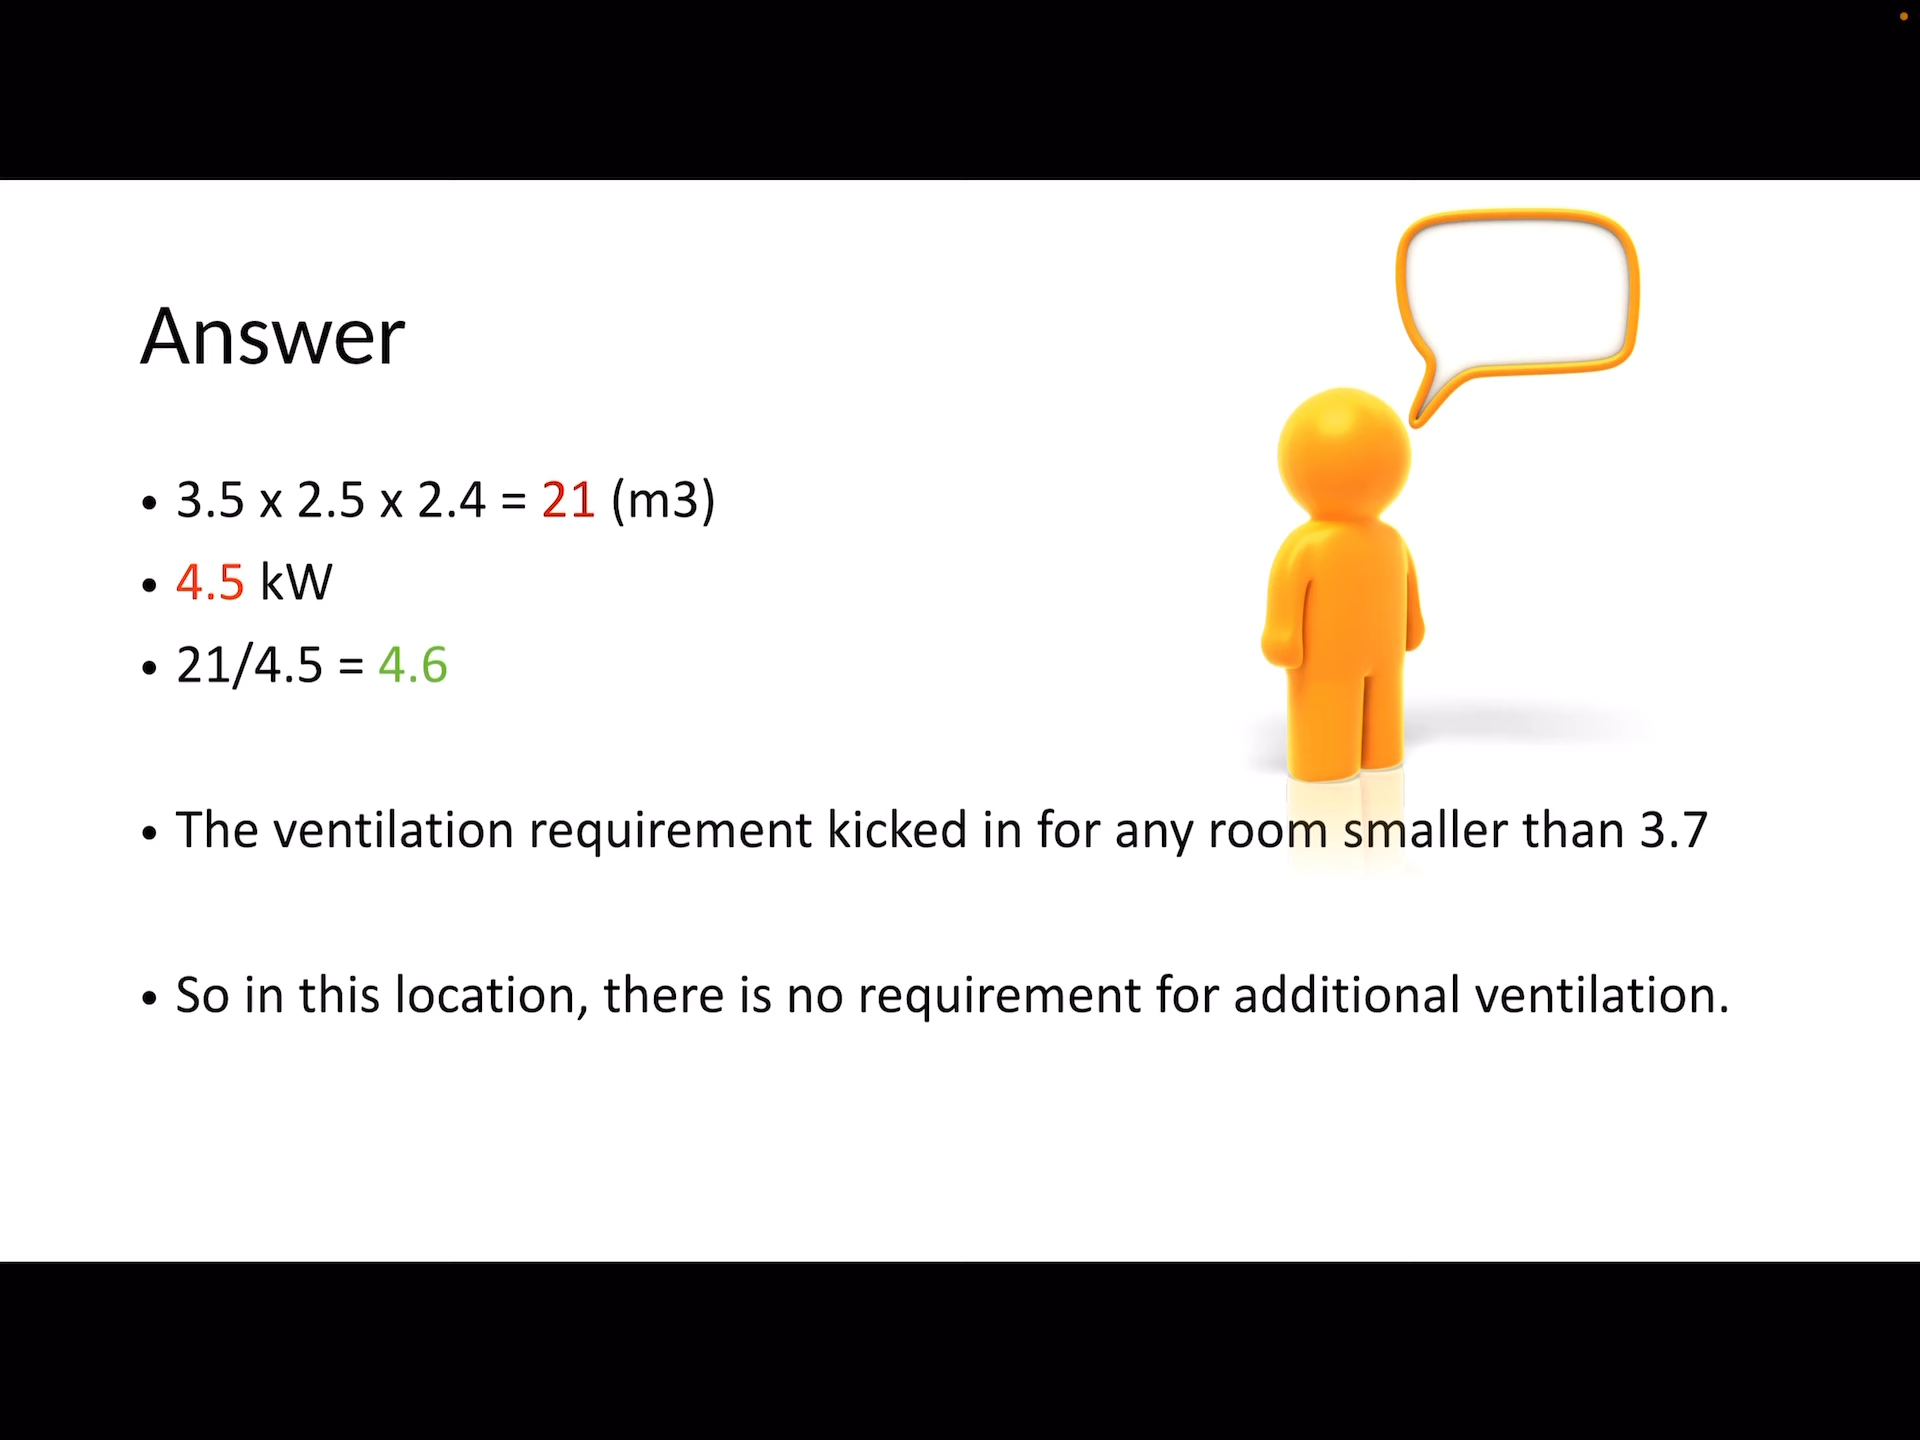 Answer
• 3.5 x 2.5 x 2.4 = 21 (m3)
• 4.5 kW
• 21/4.5 = 4.6
• The ventilation requirement kicked in for any room smaller than 3.7
• So in this location, there is no requirement for additional ventilation.